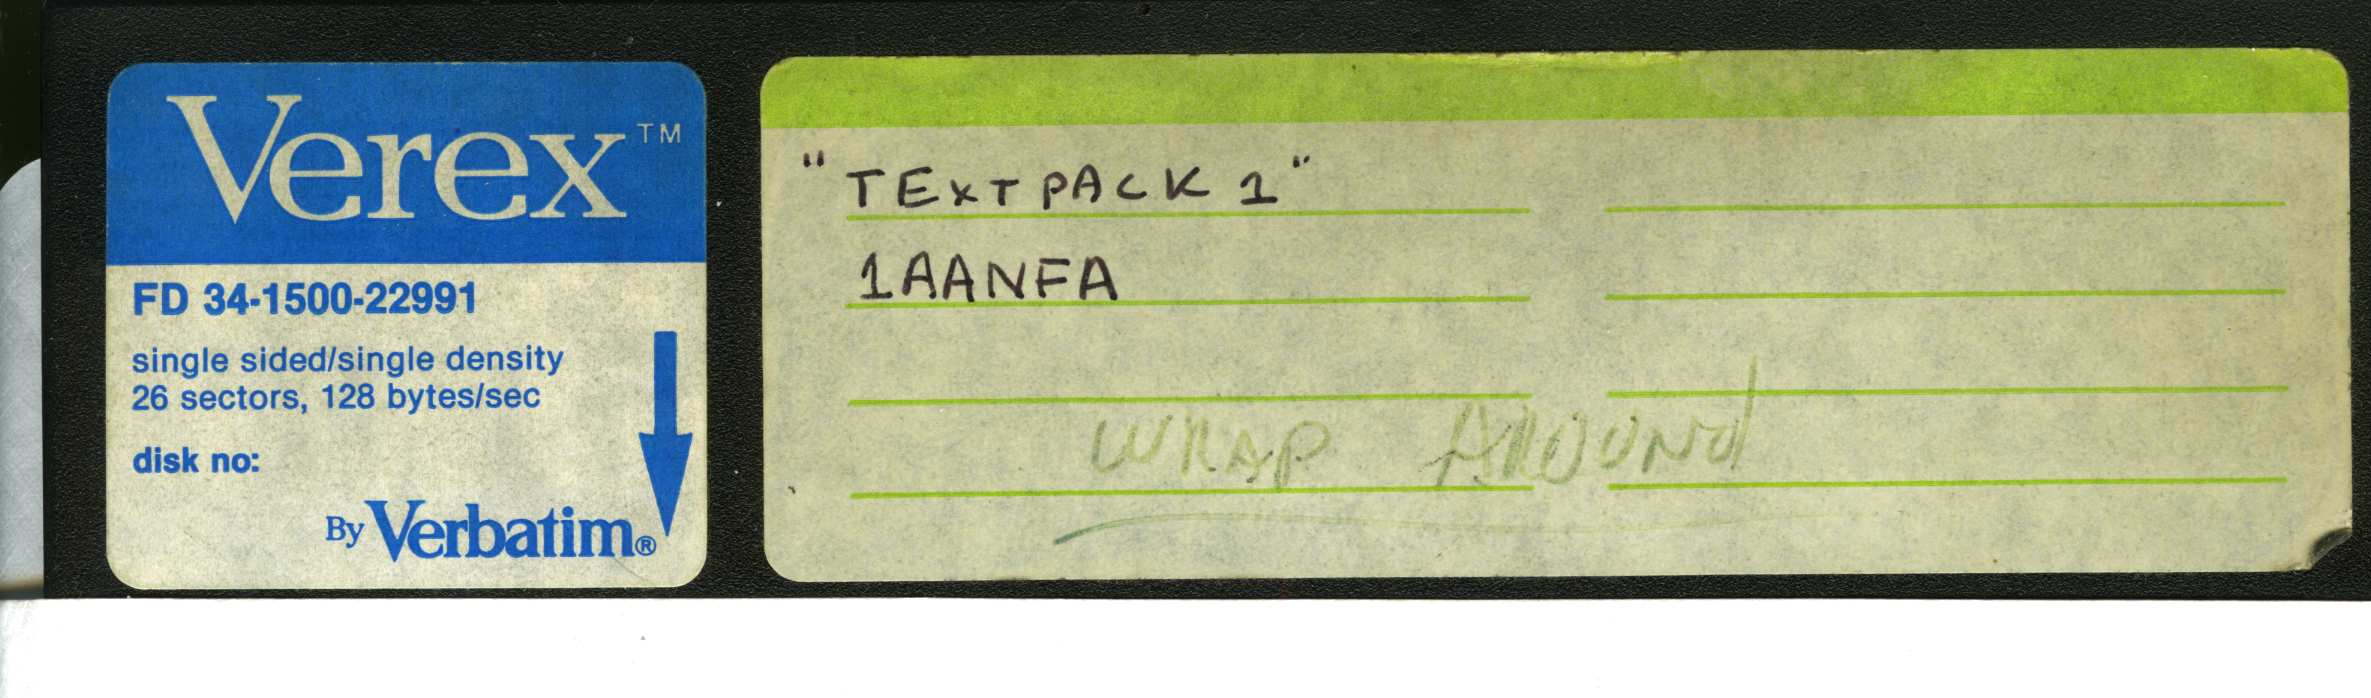 Verex™
FD 34-1500-22991
single sided/single density
26 sectors, 128 bytes/sec
disk no:
By Verbatim®
"TExTPACK 1"
1AANFA
WRAP AROUNd